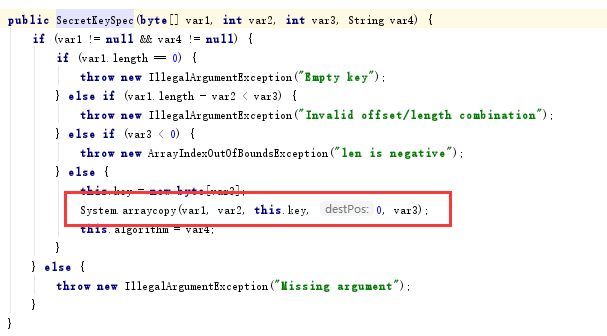 public SecretKeySpec(byte[] var1, int var2, int var3, String var4) {
if (var1 != null && var4 != null) {
if (var1.length == 0) {
throw new IllegalArgumentException("Empty key");
} else if (var1.length - var2 < var3) {
throw new IllegalArgumentException("Invalid offset/length combination");
} else if (var3 < 0) {
throw new ArrayIndexOutOfBoundsException("len is negative");
} else {
this.key = new byte[var3];
System.arraycopy(var1, var2, this.key, destPos: 0, var3);
this.algorithm = var4;
}
} else {
throw new IllegalArgumentException("Missing argument");
}
}